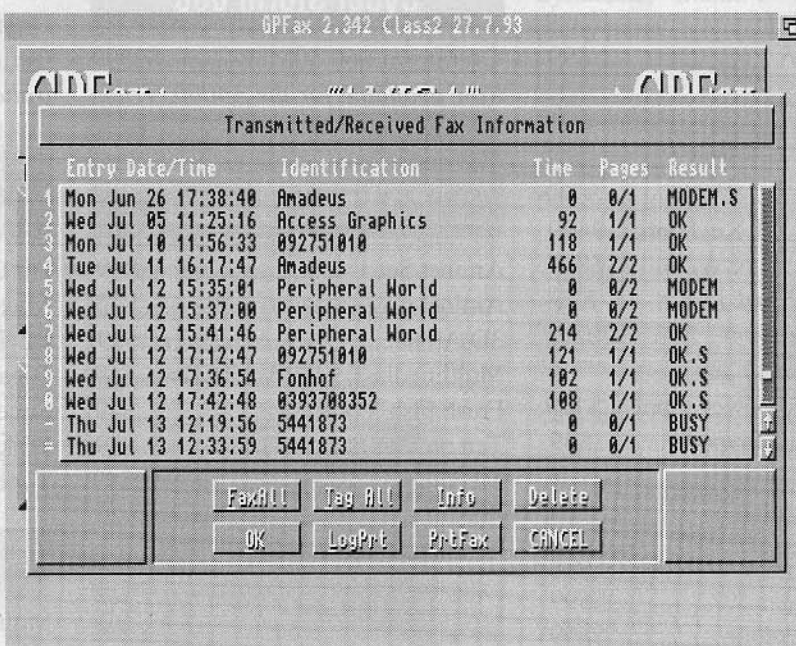 GPFax 2.342 Class2 27.7.93
Transmitted/Received Fax Information
Entry Date/Time Identification Time Pages Result
1 Mon Jun 26 17:38:40 Amadeus 0 0/1 MODEM.S
2 Wed Jul 05 11:25:16 Access Graphics 92 1/1 OK
3 Mon Jul 10 11:56:33 092751010 118 1/1 OK
4 Tue Jul 11 16:17:47 Amadeus 466 2/2 OK
5 Wed Jul 12 15:35:01 Peripheral World 0 0/2 MODEM
6 Wed Jul 12 15:37:00 Peripheral World 0 0/2 MODEM
7 Wed Jul 12 15:41:46 Peripheral World 214 2/2 OK
8 Wed Jul 12 17:12:47 092751010 121 1/1 OK.S
9 Wed Jul 12 17:36:54 Fonhof 102 1/1 OK.S
0 Wed Jul 12 17:42:48 0393708352 108 1/1 OK.S
- Thu Jul 13 12:19:56 5441873 0 0/1 BUSY
= Thu Jul 13 12:33:59 5441873 0 0/1 BUSY
FaxAll Tag All Info Delete
OK LogPrt PrtFax CANCEL